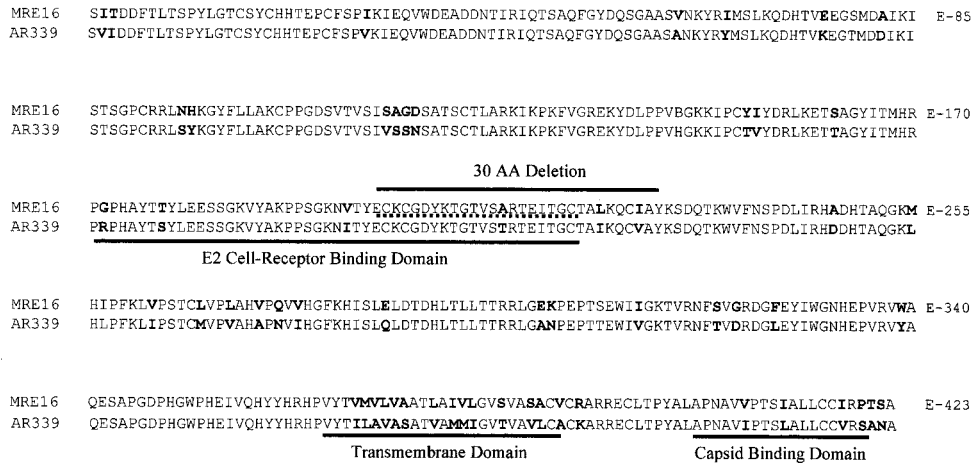 MRE16 SITDDFTLTSPYLGTCSYCHHTEPCFSPIKIEQVWDEADDNTIRIQTSAQFGYDQSGAASVNKYRIMSLKQDHTVEEGSMDAIKI E-85
AR339 SVIDDFTLTSPYLGTCSYCHHTEPCFSPVKIEQVWDEADDNTIRIQTSAQFGYDQSGAASANKYRYMSLKQDHTVKEGTMDDIKI
MRE16 STSGPCRRLNHKGYFLLAKCPPGDSVTVSISAGDSATSCTLARKIKPKFVGREKYDLPPVBGKKIPCYIYDRLKETSAGYITMHR E-170
AR339 STSGPCRRLSYKGYFLLAKCPPGDSVTVSIVSSNSATSCTLARKIKPKFVGREKYDLPPVHGKKIPCTVYDRLKETTAGYITMHR
30 AA Deletion
MRE16 PGPHAYTTYLEESSGKVYAKPPSGKNVTYECKCGDYKTGTVSARTEITGCTALKQCIAYKSDQTKWVFNSPDLIRHADHTAQGKM E-255
AR339 PRPHAYTSYLEESSGKVYAKPPSGKNITYECKCGDYKTGTVSTRTEITGCTAIKQCVAYKSDQTKWVFNSPDLIRHDDHTAQGKL
E2 Cell-Receptor Binding Domain
MRE16 HIPFKLVPSTCLVPLAHVPQVVHGFKHISLELDTDHLTLLTTRRLGEKPEPTSEWIIGKTVRNFSVGRDGFEYIWGNHEPVRVWA E-340
AR339 HLPFKLIPSTCMVPVAHAPNVIHGFKHISLQLDTDHLTLLTTRRLGANPEPTTEWIVGKTVRNFTVDRDGLEYIWGNHEPVRVYA
MRE16 QESAPGDPHGWPHEIVQHYYHRHPVYTVMVLVAATLAIVLGVSVASACVCRARRECLTPYALAPNAVVPTSIALLCCIRPTSA E-423
AR339 QESAPGDPHGWPHEIVQHYYHRHPVYTILAVASATVAMMIGVTVAVLCACKARRECLTPYALAPNAVIPTSLALLCCVRSANA
Transmembrane Domain Capsid Binding Domain